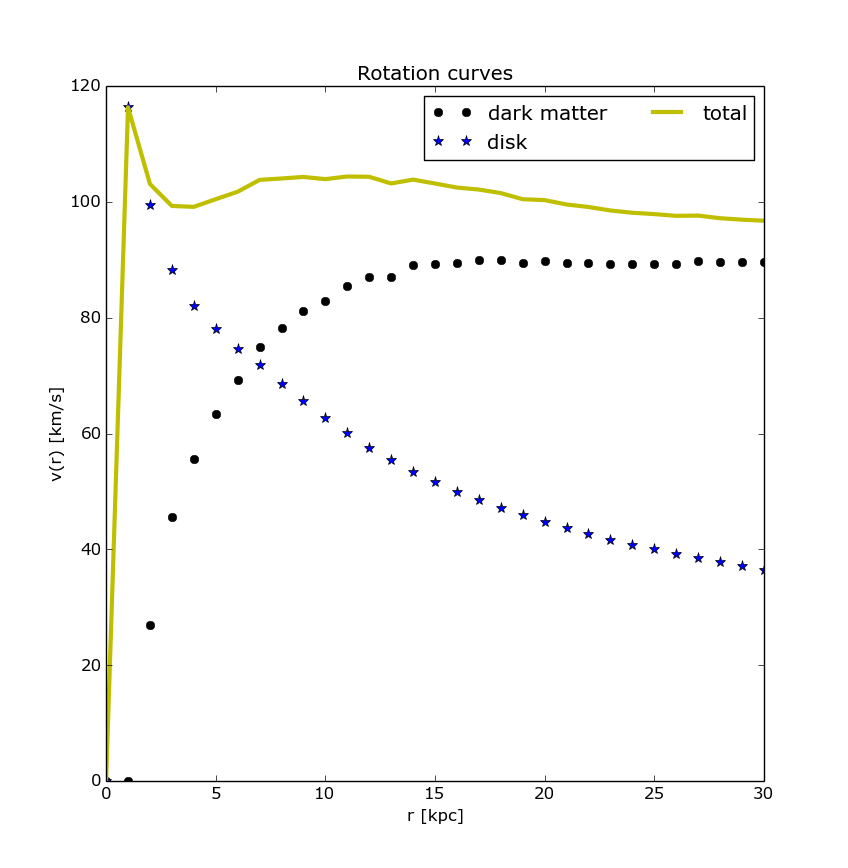 Rotation curves
dark matter
total
disk
v(r) [km/s]
120
100
80
60
40
20
0
0 5 10 15 20 25 30
r [kpc]